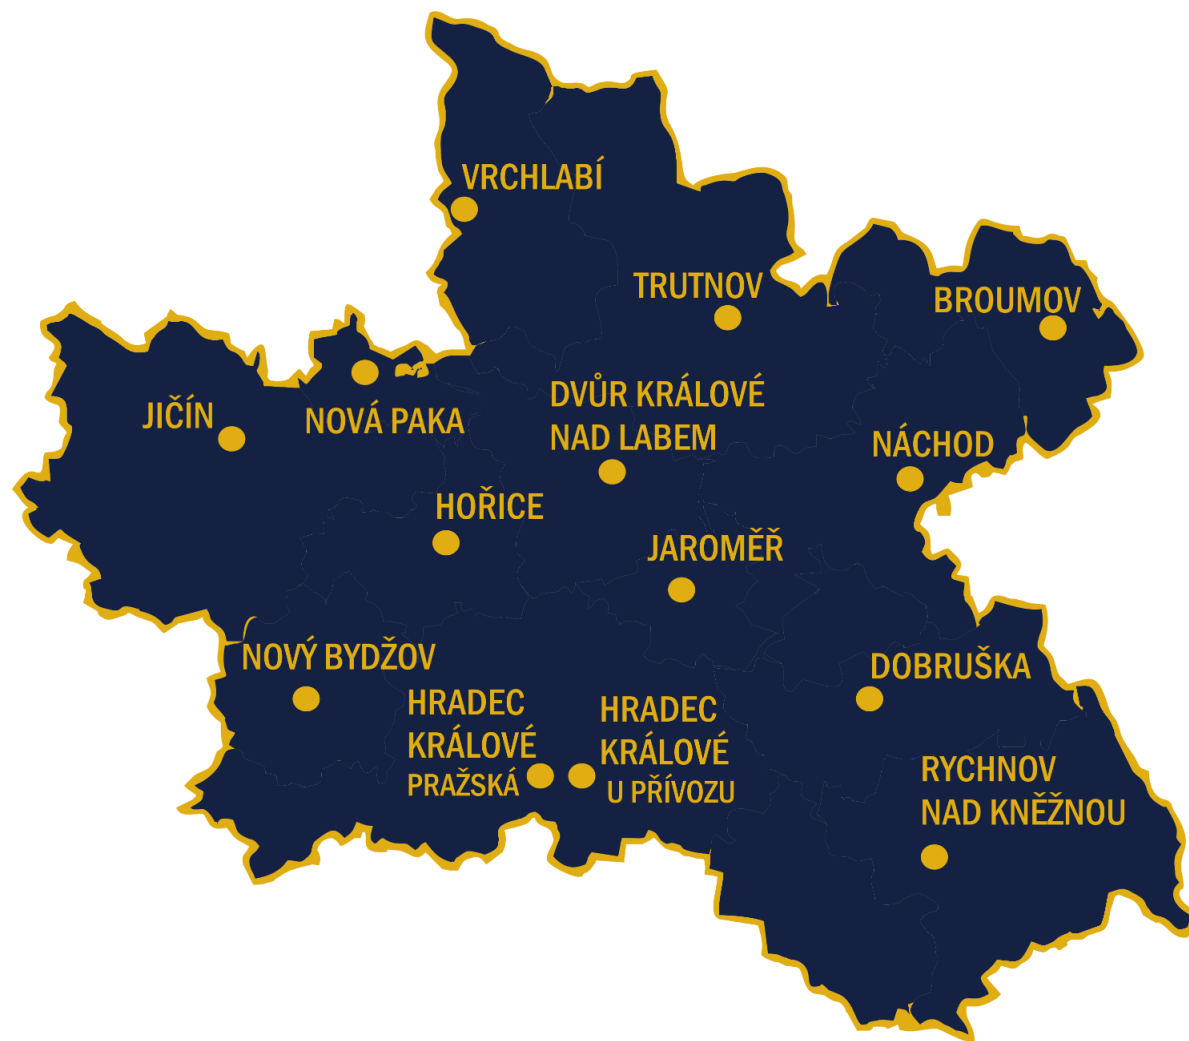 VRCHLABÍ
TRUTNOV
BROUMOV
JIČÍN
NOVÁ PAKA
DVŮR KRÁLOVÉ
NAD LABEM
NÁCHOD
HOŘICE
JAROMĚŘ
NOVÝ BYDŽOV
HRADEC
KRÁLOVÉ
PRAŽSKÁ
HRADEC
KRÁLOVÉ
U PŘÍVOZU
DOBRUŠKA
RYCHNOV
NAD KNĚŽNOU